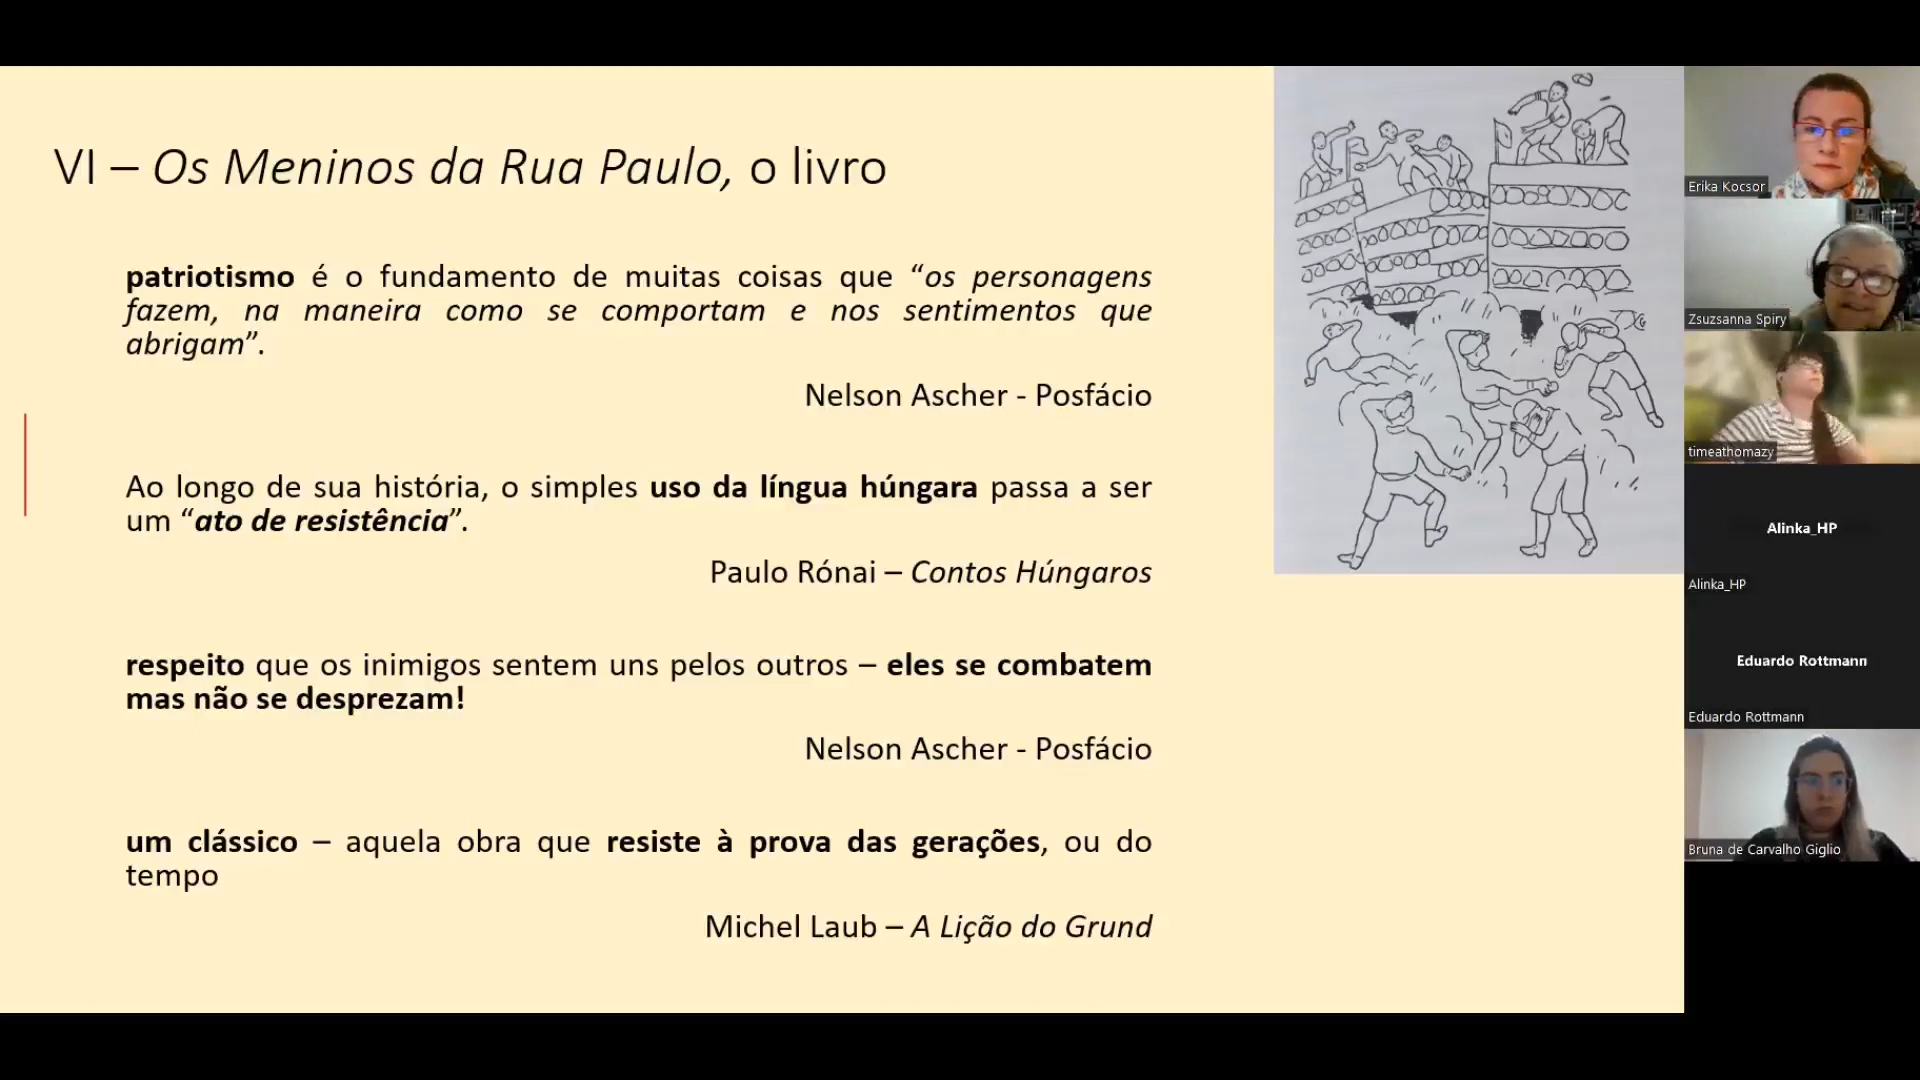 VI – Os Meninos da Rua Paulo, o livro
patriotismo é o fundamento de muitas coisas que “os personagens
fazem, na maneira como se comportam e nos sentimentos que
abrigam”.
Nelson Ascher - Posfácio
Ao longo de sua história, o simples uso da língua húngara passa a ser
um “ato de resistência”.
Paulo Rónai – Contos Húngaros
respeito que os inimigos sentem uns pelos outros – eles se combatem
mas não se desprezam!
Nelson Ascher - Posfácio
um clássico – aquela obra que resiste à prova das gerações, ou do
tempo
Michel Laub – A Lição do Grund
Erika Kocsor
Zsuzsanna Spiry
timeathomazy
Alinka_HP
Alinka_HP
Eduardo Rottmann
Eduardo Rottmann
Bruna de Carvalho Giglio